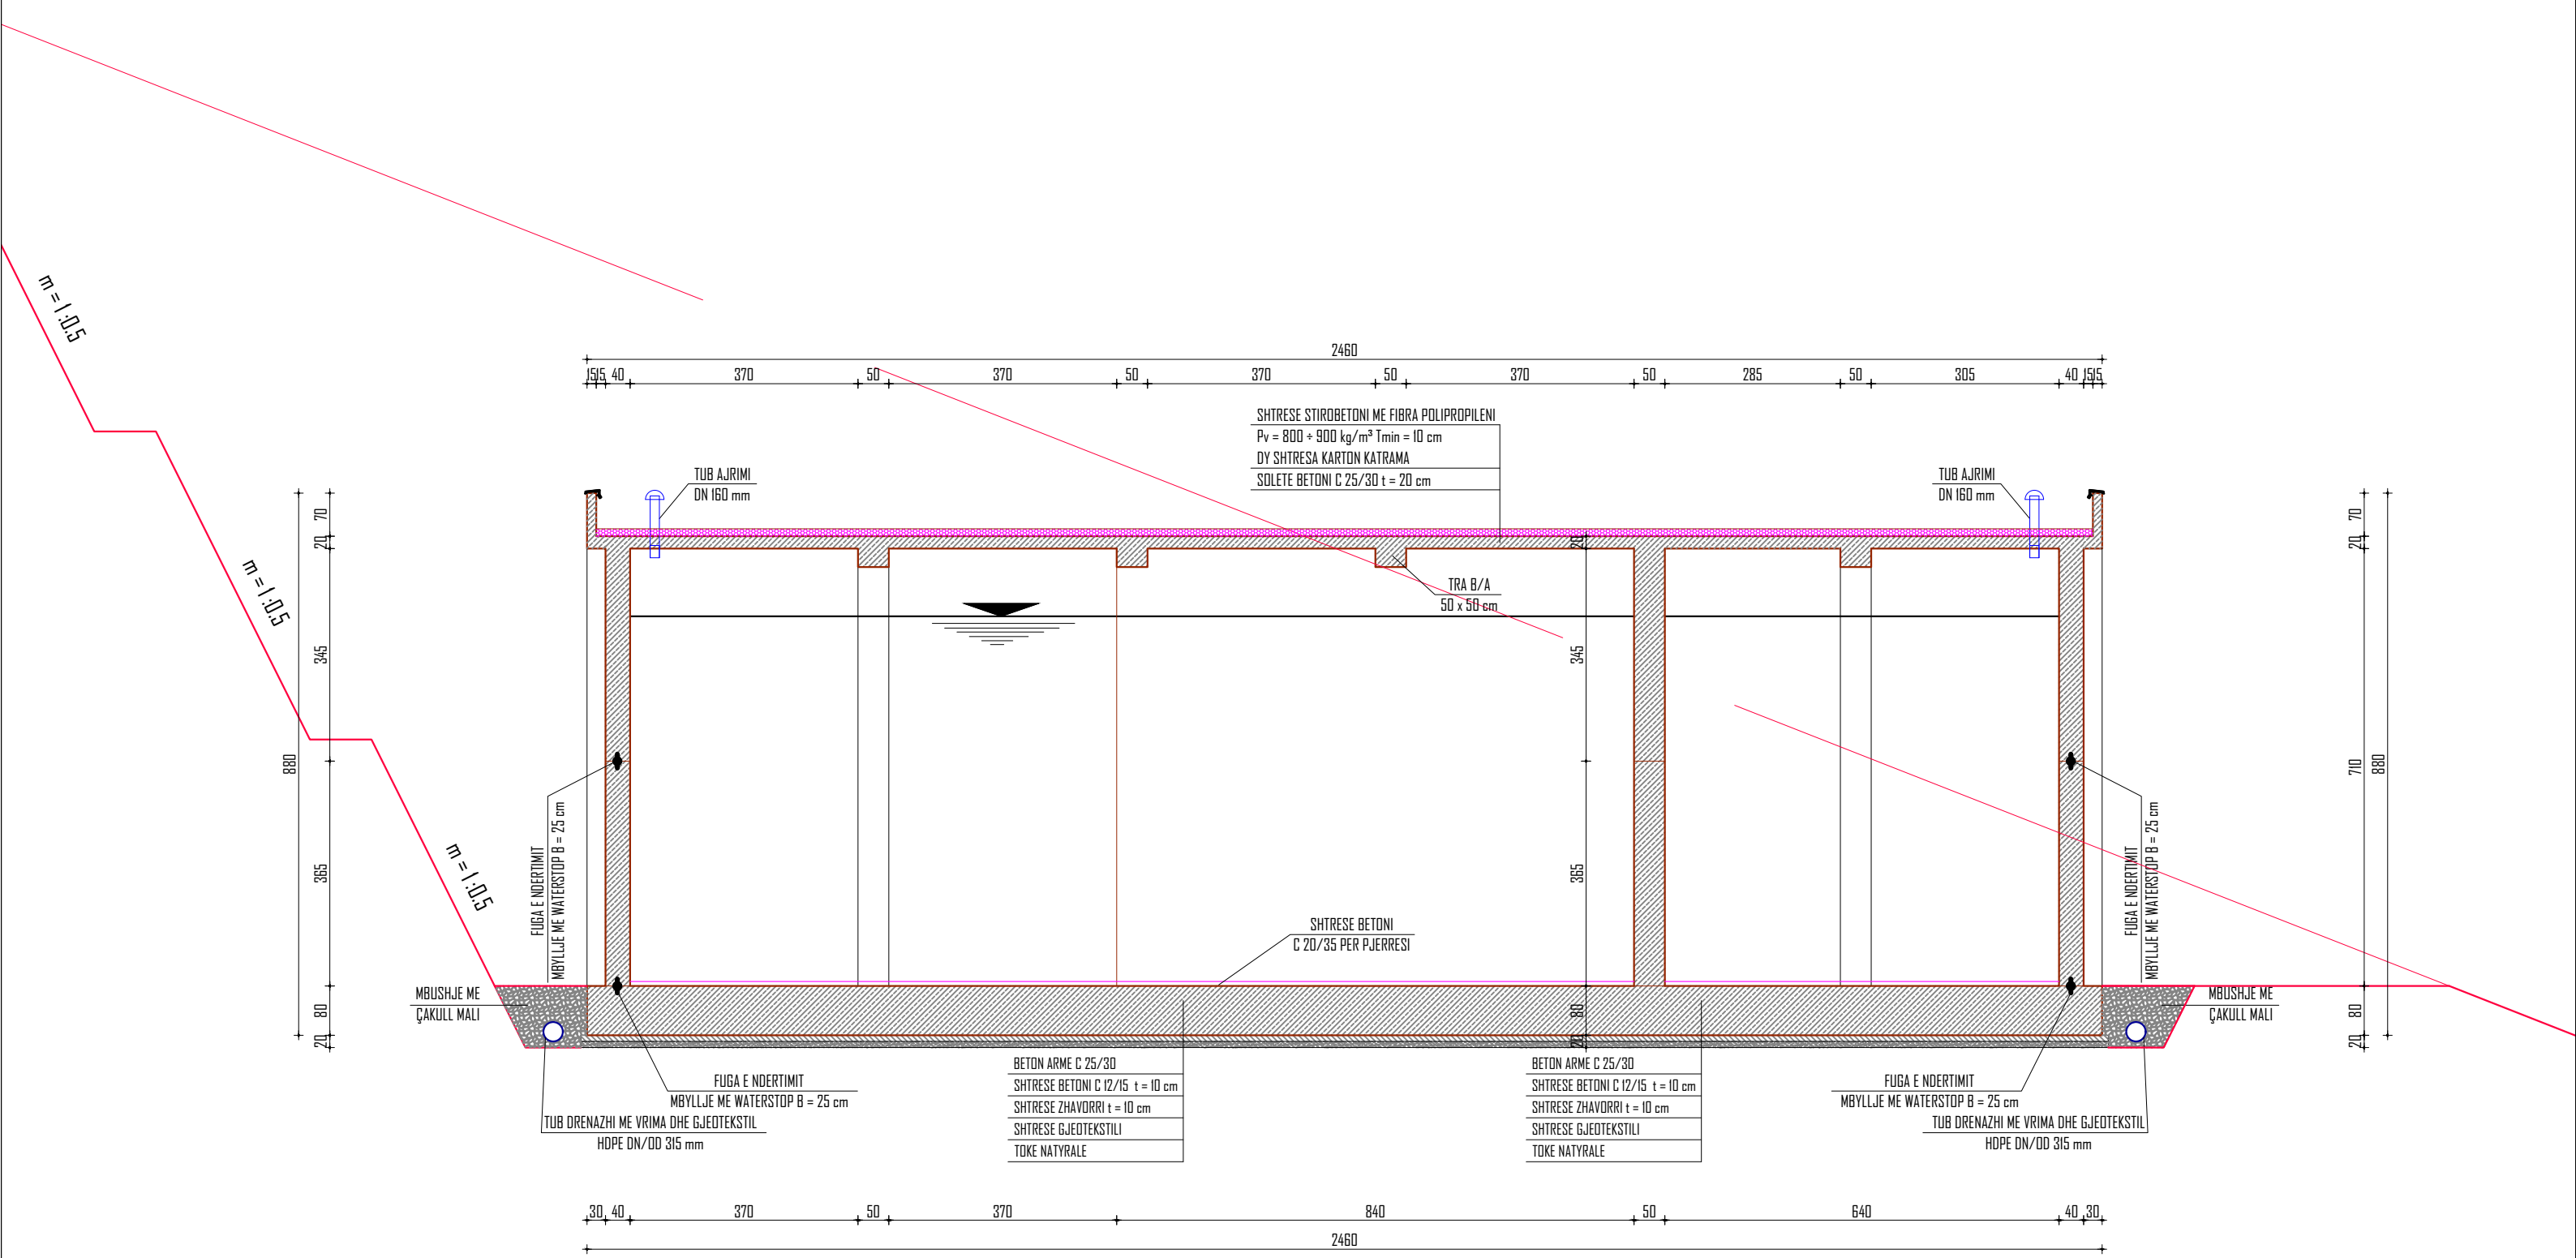 m = 1 :0.5
2460
15 15 40 370 50 370 50 370 50 370 50 285 50 305 40 15 15
SHTRESE STIROBETONI ME FIBRA POLIPROPILENI
Pv = 800 ÷ 900 kg/m³ Tmin = 10 cm
DY SHTRESA KARTON KATRAMA
SOLETE BETONI C 25/30 t = 20 cm
TUB AJRIMI
DN 160 mm
TUB AJRIMI
DN 160 mm
70
20
345
365
80
20
880
m = 1 :0.5
m = 1 :0.5
TRA B/A
50 x 50 cm
20
345
365
80
20
70
20
710
80
20
880
FUGA E NDERTIMIT
MBYLLJE ME WATERSTOP B = 25 cm
FUGA E NDERTIMIT
MBYLLJE ME WATERSTOP B = 25 cm
SHTRESE BETONI
C 20/35 PER PJERRESI
MBUSHJE ME
ÇAKULL MALI
MBUSHJE ME
ÇAKULL MALI
FUGA E NDERTIMIT
MBYLLJE ME WATERSTOP B = 25 cm
TUB DRENAZHI ME VRIMA DHE GJEOTEKSTIL
HDPE DN/OD 315 mm
BETON ARME C 25/30
SHTRESE BETONI C 12/15 t = 10 cm
SHTRESE ZHAVORRI t = 10 cm
SHTRESE GJEOTEKSTILI
TOKE NATYRALE
BETON ARME C 25/30
SHTRESE BETONI C 12/15 t = 10 cm
SHTRESE ZHAVORRI t = 10 cm
SHTRESE GJEOTEKSTILI
TOKE NATYRALE
FUGA E NDERTIMIT
MBYLLJE ME WATERSTOP B = 25 cm
TUB DRENAZHI ME VRIMA DHE GJEOTEKSTIL
HDPE DN/OD 315 mm
30 40 370 50 370 840 50 640 40 30
2460